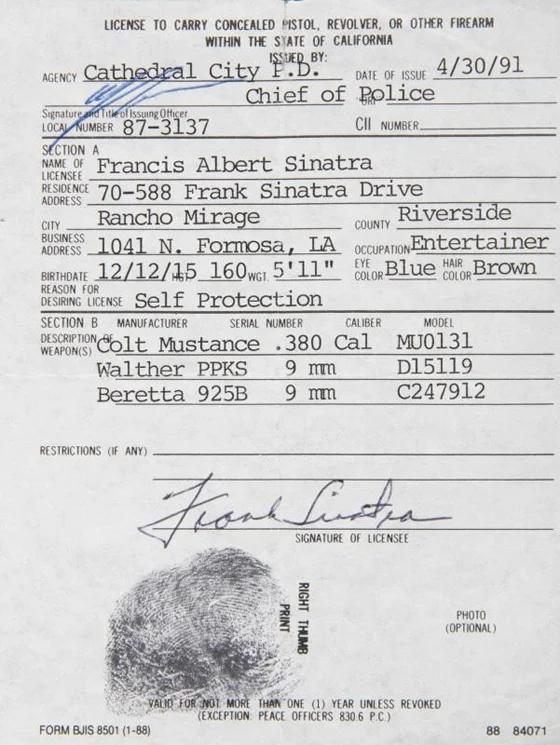 LICENSE TO CARRY CONCEALED PISTOL, REVOLVER, OR OTHER FIREARM
WITHIN THE STATE OF CALIFORNIA
ISSUED BY:
AGENCY Cathedral City P.D. DATE OF ISSUE 4/30/91
Chief of Police
Signature and Title of Issuing Officer
LOCAL NUMBER 87-3137 CII NUMBER
SECTION A
NAME OF LICENSEE Francis Albert Sinatra
RESIDENCE ADDRESS 70-588 Frank Sinatra Drive
CITY Rancho Mirage COUNTY Riverside
BUSINESS ADDRESS 1041 N. Formosa, LA OCCUPATION Entertainer
BIRTHDATE 12/12/15 HGT. 160 WGT. 5'11" EYE COLOR Blue HAIR COLOR Brown
REASON FOR DESIRING LICENSE Self Protection
SECTION B MANUFACTURER SERIAL NUMBER CALIBER MODEL
DESCRIPTION OF WEAPON(S) Colt Mustance .380 Cal MU0131
Walther PPKS 9 mm D15119
Beretta 925B 9 mm C247912
RESTRICTIONS (IF ANY)
Frank Sinatra
SIGNATURE OF LICENSEE
RIGHT THUMB
PRINT
PHOTO
(OPTIONAL)
VALID FOR NOT MORE THAN ONE (1) YEAR UNLESS REVOKED
(EXCEPTION: PEACE OFFICERS 830.6 P.C.)
FORM BJIS 8501 (1-88) 88 84071